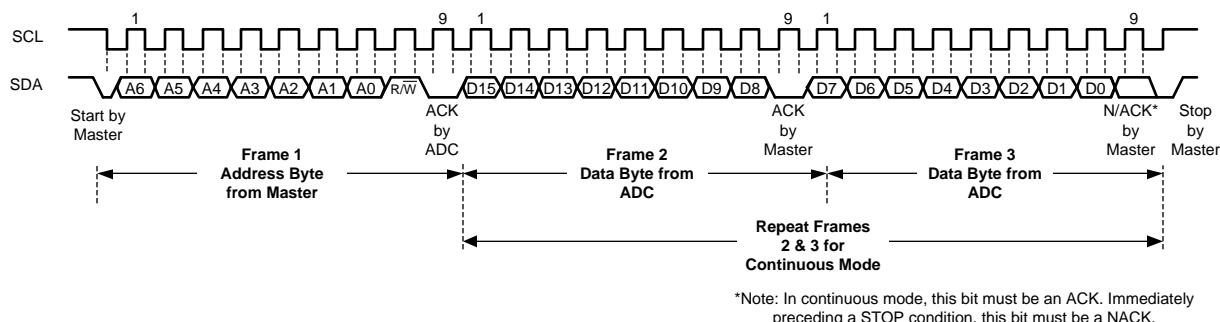 1 9 1 9 1 9
SCL
SDA A6 A5 A4 A3 A2 A1 A0 R/W D15 D14 D13 D12 D11 D10 D9 D8 D7 D6 D5 D4 D3 D2 D1 D0
Start by
Master
ACK
by
ADC
ACK
by
Master
N/ACK*
by
Master
Stop
by
Master
Frame 1
Address Byte
from Master
Frame 2
Data Byte from
ADC
Frame 3
Data Byte from
ADC
Repeat Frames
2 & 3 for
Continuous Mode
*Note: In continuous mode, this bit must be an ACK. Immediately
preceding a STOP condition, this bit must be a NACK.